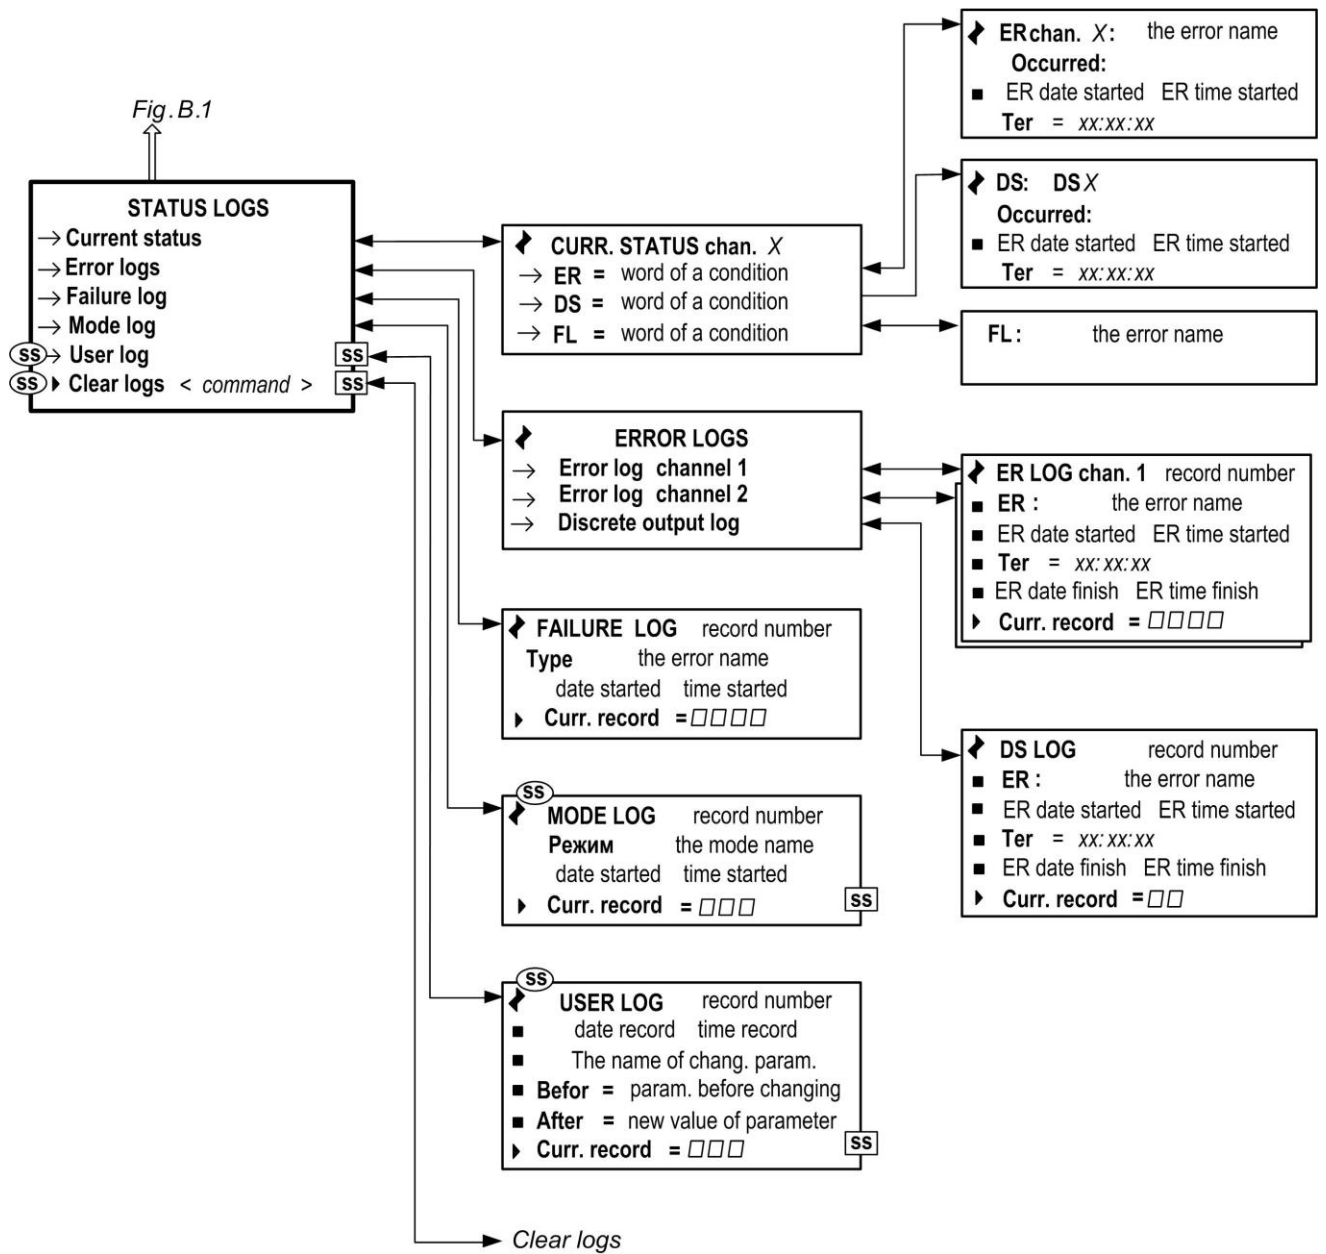 Fig.B.1
STATUS LOGS
→ Current status
→ Error logs
→ Failure log
→ Mode log
SS → User log SS
SS Clear logs < command > SS
CURR. STATUS chan. X
→ ER = word of a condition
→ DS = word of a condition
→ FL = word of a condition
ER chan. X: the error name
Occurred:
ER date started ER time started
Ter = xx:xx:xx
DS: DSX
Occurred:
ER date started ER time started
Ter = xx:xx:xx
FL: the error name
ERROR LOGS
→ Error log channel 1
→ Error log channel 2
→ Discrete output log
ER LOG chan. 1 record number
ER : the error name
ER date started ER time started
Ter = xx:xx:xx
ER date finish ER time finish
Curr. record = □□□□
FAILURE LOG record number
Type the error name
date started time started
Curr. record = □□□□
DS LOG record number
ER : the error name
ER date started ER time started
Ter = xx:xx:xx
ER date finish ER time finish
Curr. record = □□
SS
MODE LOG record number
Режим the mode name
date started time started
Curr. record = □□□ SS
SS
USER LOG record number
date record time record
The name of chang. param.
Befor = param. before changing
After = new value of parameter
Curr. record = □□□ SS
Clear logs